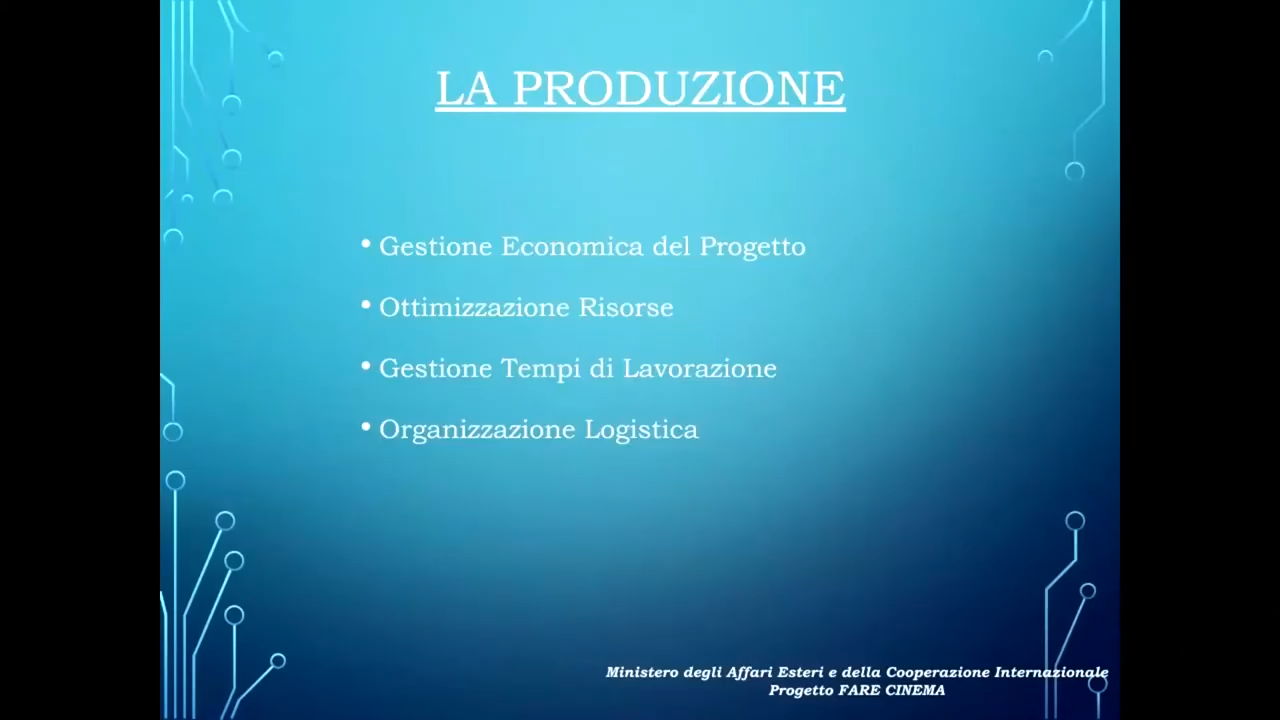 LA PRODUZIONE
• Gestione Economica del Progetto
• Ottimizzazione Risorse
• Gestione Tempi di Lavorazione
• Organizzazione Logistica
Ministero degli Affari Esteri e della Cooperazione Internazionale
Progetto FARE CINEMA